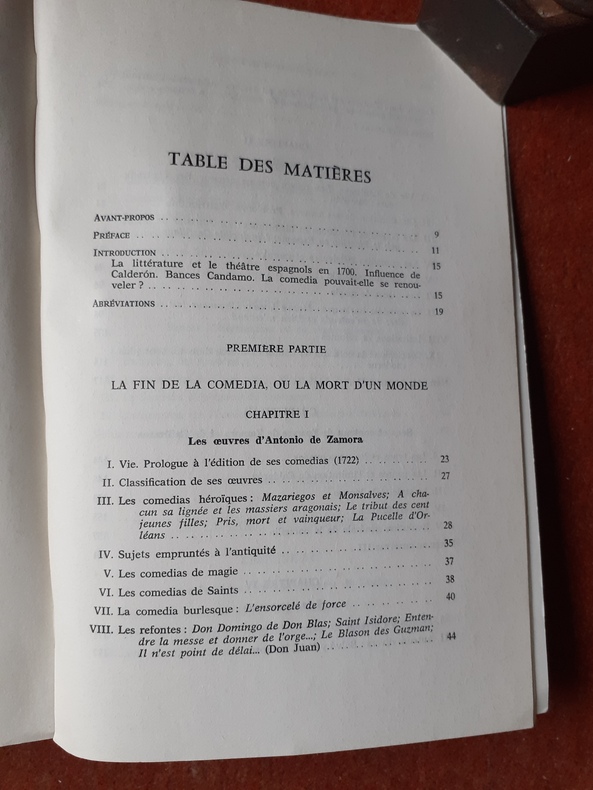 TABLE DES MATIÈRES
AVANT-PROPOS .. .. .. .. .. .. .. .. .. .. .. .. .. 9
PRÉFACE .. .. .. .. .. .. .. .. .. .. .. .. .. .. 11
INTRODUCTION .. .. .. .. .. .. .. .. .. .. .. .. .. 15
La littérature et le théâtre espagnols en 1700. Influence de
Calderón. Bances Candamo. La comedia pouvait-elle se renou-
veler ? .. .. .. .. .. .. .. .. .. .. .. .. .. 15
ABRÉVIATIONS .. .. .. .. .. .. .. .. .. .. .. .. .. 19
PREMIERE PARTIE
LA FIN DE LA COMEDIA, OU LA MORT D'UN MONDE
CHAPITRE I
Les œuvres d'Antonio de Zamora
I. Vie. Prologue à l'édition de ses comedias (1722) .. .. .. .. 23
II. Classification de ses œuvres .. .. .. .. .. .. .. .. 27
III. Les comedias héroïques : Mazariegos et Monsalves; A cha-
cun sa lignée et les massiers aragonais; Le tribut des cent
jeunes filles; Pris, mort et vainqueur; La Pucelle d'Or-
léans .. .. .. .. .. .. .. .. .. .. .. .. .. 28
IV. Sujets empruntés à l'antiquité .. .. .. .. .. .. .. .. 35
V. Les comedias de magie .. .. .. .. .. .. .. .. .. .. 37
VI. Les comedias de Saints .. .. .. .. .. .. .. .. .. .. 38
VII. La comedia burlesque : L'ensorcelé de force .. .. .. .. .. 40
VIII. Les refontes : Don Domingo de Don Blas; Saint Isidore; Enten-
dre la messe et donner de l'orge...; Le Blason des Guzman;
Il n'est point de délai... (Don Juan) .. .. .. .. .. .. 44